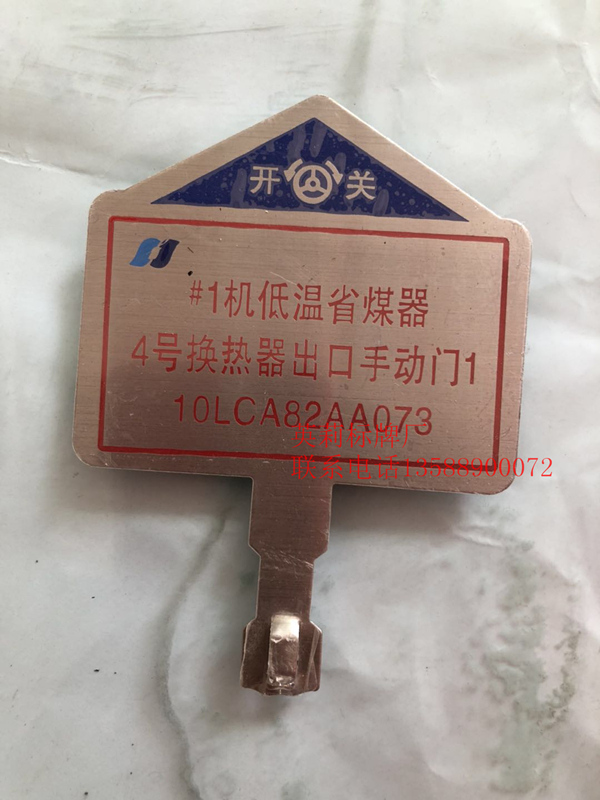 开 关
#1机低温省煤器
4号换热器出口手动门1
10LCA82AA073
英莉标牌厂
联系电话13588900072